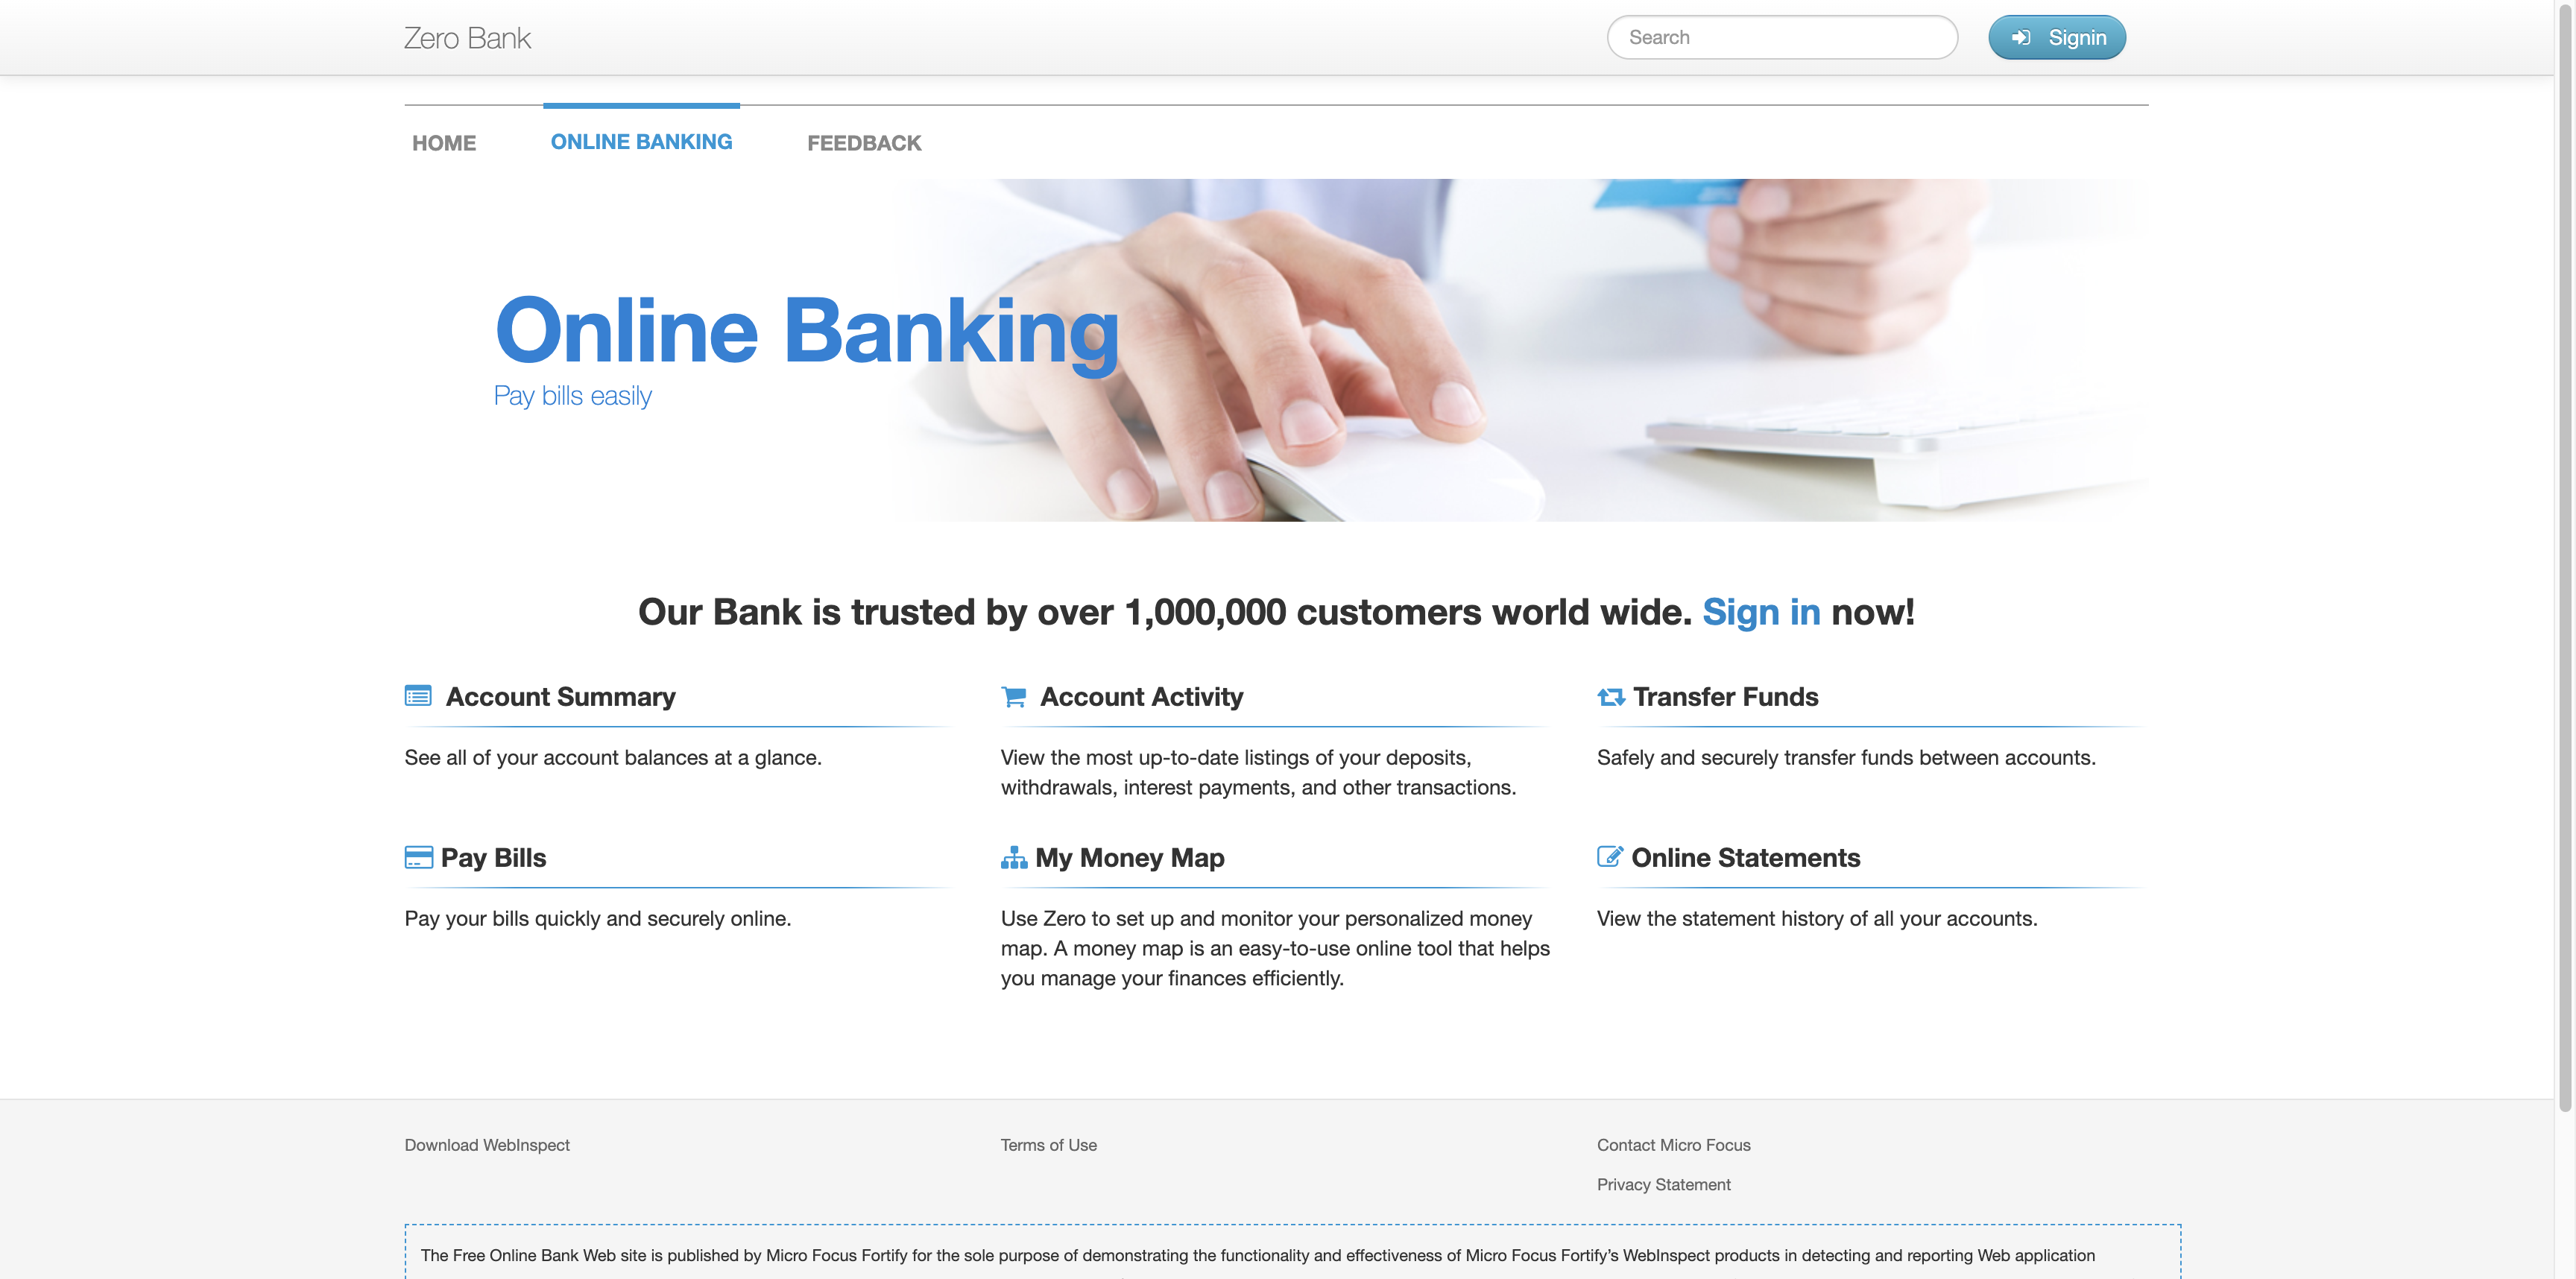 Zero Bank
Search
Signin
HOME
ONLINE BANKING
FEEDBACK
Online Banking
Pay bills easily
Our Bank is trusted by over 1,000,000 customers world wide. Sign in now!
Account Summary
See all of your account balances at a glance.
Account Activity
View the most up-to-date listings of your deposits,
withdrawals, interest payments, and other transactions.
Transfer Funds
Safely and securely transfer funds between accounts.
Pay Bills
Pay your bills quickly and securely online.
My Money Map
Use Zero to set up and monitor your personalized money
map. A money map is an easy-to-use online tool that helps
you manage your finances efficiently.
Online Statements
View the statement history of all your accounts.
Download WebInspect
Terms of Use
Contact Micro Focus
Privacy Statement
The Free Online Bank Web site is published by Micro Focus Fortify for the sole purpose of demonstrating the functionality and effectiveness of Micro Focus Fortify’s WebInspect products in detecting and reporting Web application